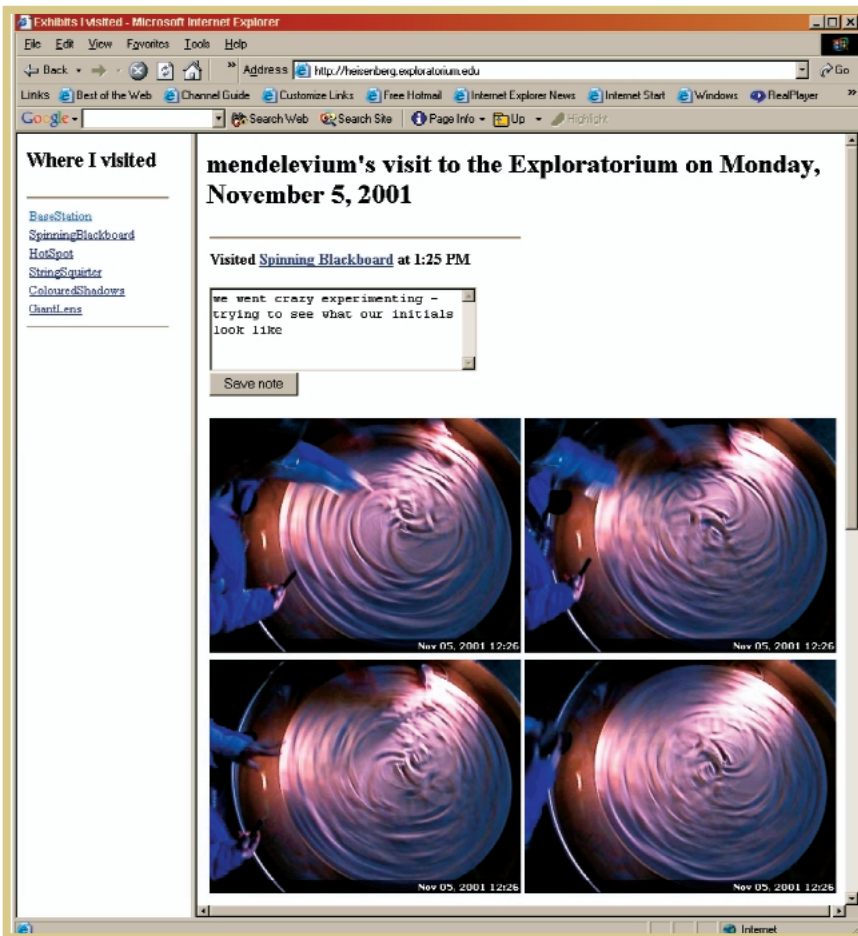 Exhibits I visited - Microsoft Internet Explorer
File Edit View Favorites Tools Help
Back » Address http://heisenberg.exploratorium.edu Go
Links Best of the Web Channel Guide Customize Links Free Hotmail Internet Explorer News Internet Start Windows RealPlayer »
Google Search Web Search Site Page Info Up Highlight
Where I visited
BaseStation
SpinningBlackboard
HotSpot
StringSquirter
ColouredShadows
GiantLens
mendelevium's visit to the Exploratorium on Monday,
November 5, 2001
Visited Spinning Blackboard at 1:25 PM
we went crazy experimenting -
trying to see what our initials
look like
Save note
Nov 05, 2001 12:26
Nov 05, 2001 12:26
Nov 05, 2001 12:26
Nov 05, 2001 12:26
Internet